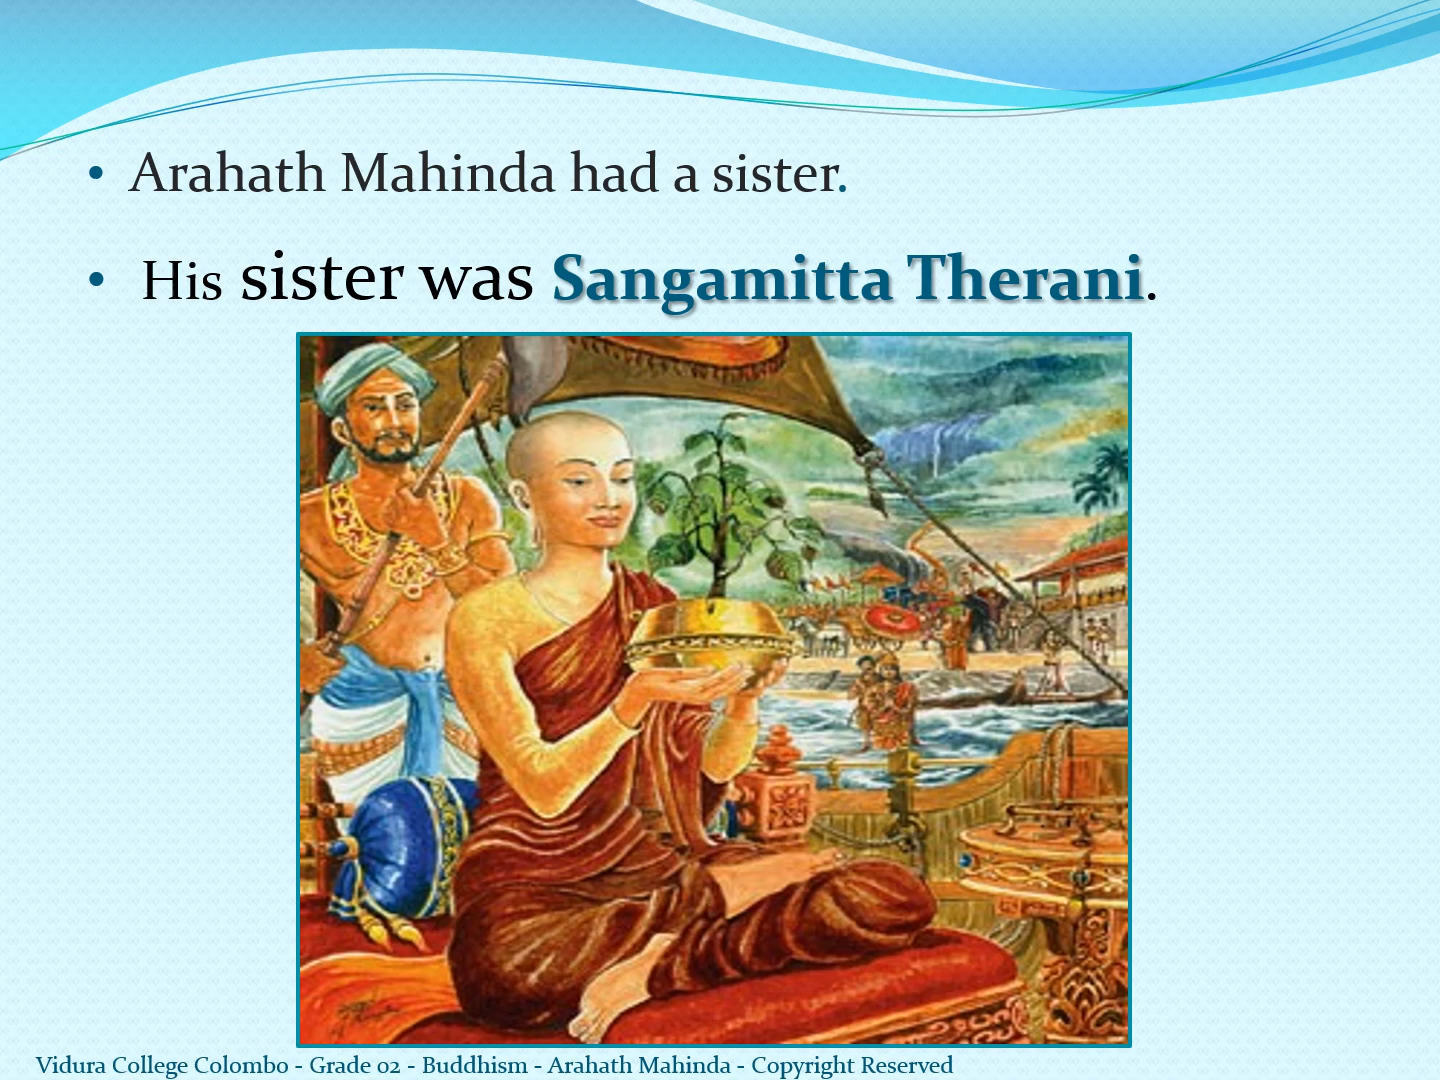 • Arahath Mahinda had a sister.
• His sister was Sangamitta Therani.
Vidura College Colombo - Grade 02 - Buddhism - Arahath Mahinda - Copyright Reserved